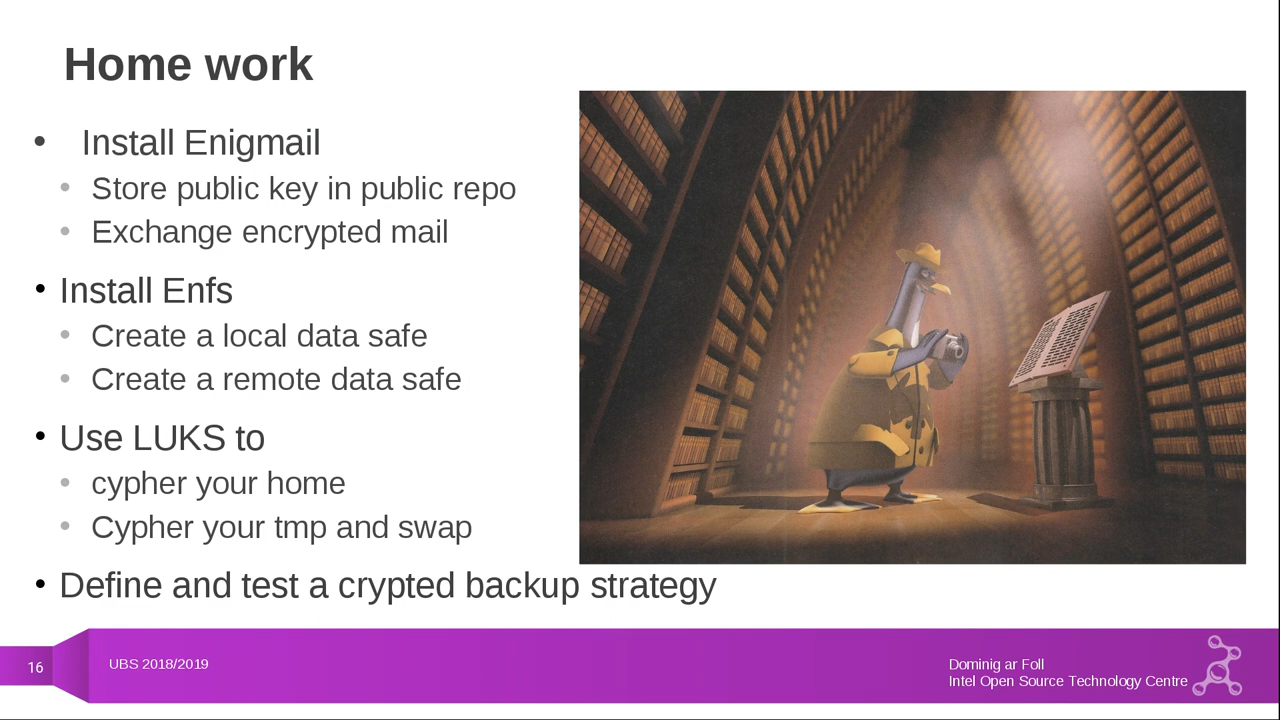 Home work
• Install Enigmail
• Store public key in public repo
• Exchange encrypted mail
• Install Enfs
• Create a local data safe
• Create a remote data safe
• Use LUKS to
• cypher your home
• Cypher your tmp and swap
• Define and test a crypted backup strategy
16
UBS 2018/2019
Dominig ar Foll
Intel Open Source Technology Centre